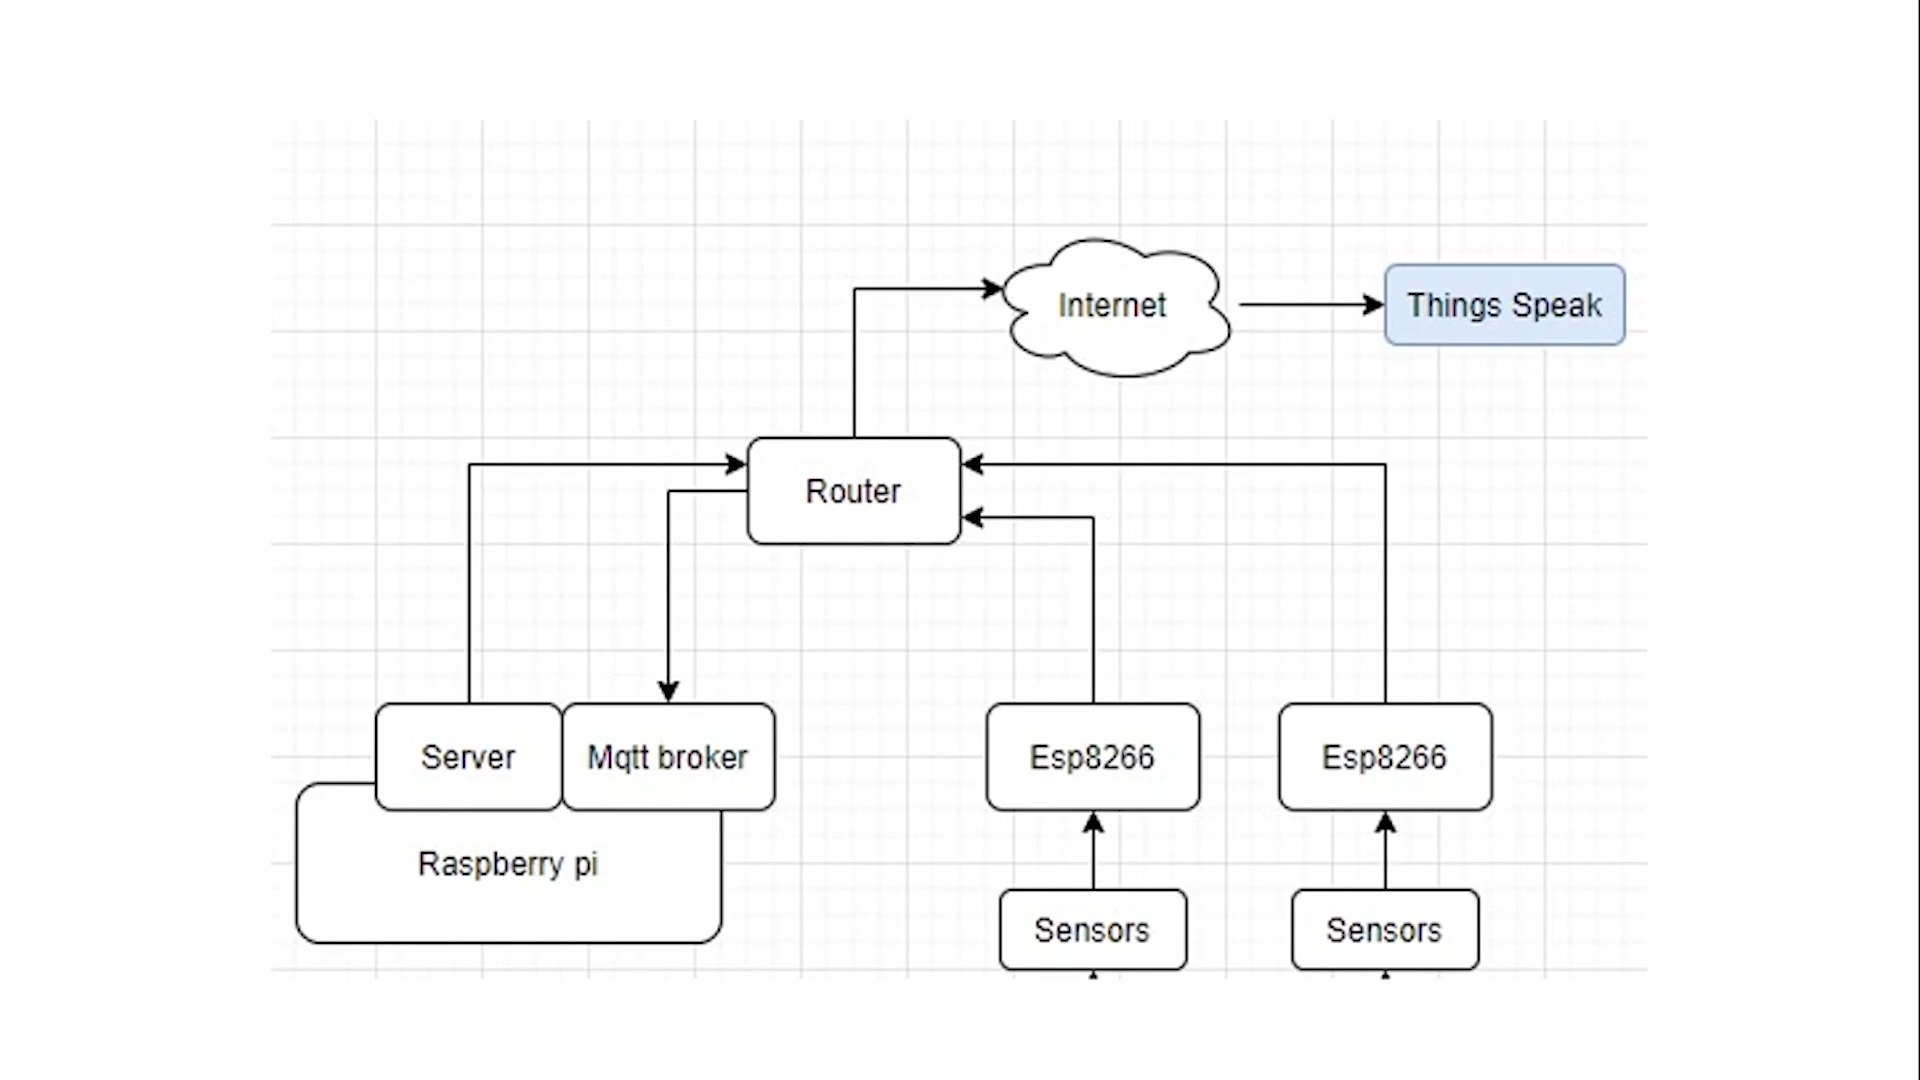 Internet
Things Speak
Router
Server
Mqtt broker
Esp8266
Esp8266
Raspberry pi
Sensors
Sensors